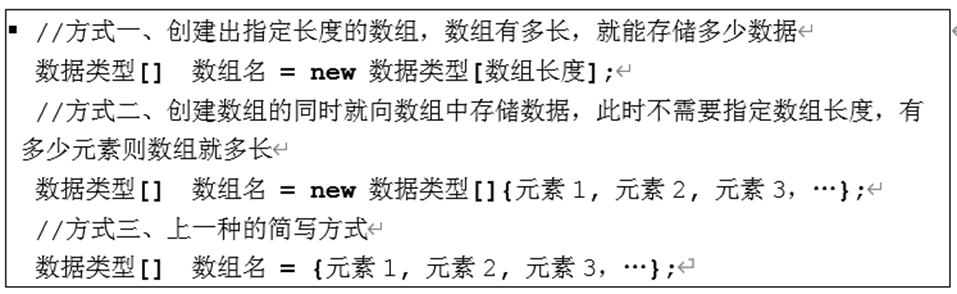 ▪ //方式一、创建出指定长度的数组，数组有多长，就能存储多少数据↵
数据类型[]  数组名 = new 数据类型[数组长度];↵
//方式二、创建数组的同时就向数组中存储数据，此时不需要指定数组长度，有
多少元素则数组就多长↵
数据类型[]  数组名 = new 数据类型[]{元素1, 元素2, 元素3，…};↵
//方式三、上一种的简写方式↵
数据类型[]  数组名 = {元素1, 元素2, 元素3，…};↵